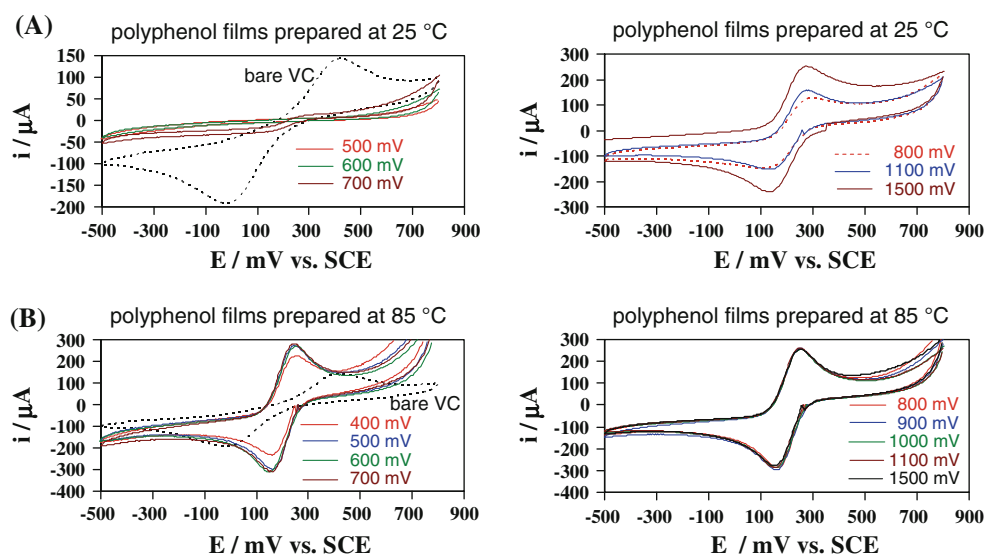 (A)
polyphenol films prepared at 25 °C
150
100
50
0
-50
-100
-150
-200
i / µA
bare VC
500 mV
600 mV
700 mV
-500 -300 -100 100 300 500 700 900
E / mV vs. SCE
polyphenol films prepared at 25 °C
300
200
100
0
-100
-200
-300
i / µA
800 mV
1100 mV
1500 mV
-500 -300 -100 100 300 500 700 900
E / mV vs. SCE
(B)
polyphenol films prepared at 85 °C
300
200
100
0
-100
-200
-300
-400
i / µA
bare VC
400 mV
500 mV
600 mV
700 mV
-500 -300 -100 100 300 500 700 900
E / mV vs. SCE
polyphenol films prepared at 85 °C
300
200
100
0
-100
-200
-300
-400
i / µA
800 mV
900 mV
1000 mV
1100 mV
1500 mV
-500 -300 -100 100 300 500 700 900
E / mV vs. SCE